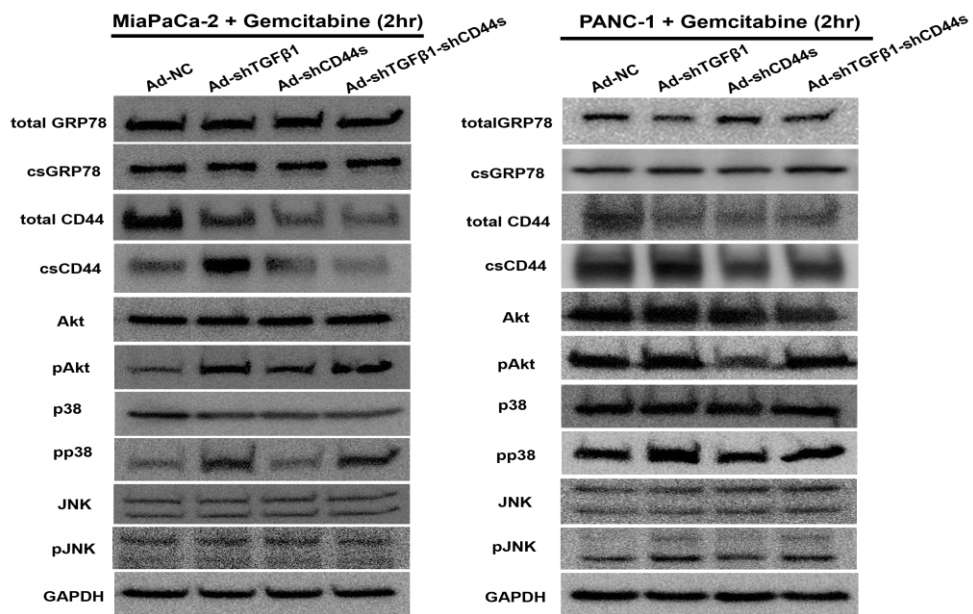 MiaPaCa-2 + Gemcitabine (2hr)
Ad-NC
Ad-shTGFβ1
Ad-shCD44s
Ad-shTGFβ1-shCD44s
total GRP78
csGRP78
total CD44
csCD44
Akt
pAkt
p38
pp38
JNK
pJNK
GAPDH
PANC-1 + Gemcitabine (2hr)
Ad-NC
Ad-shTGFβ1
Ad-shCD44s
Ad-shTGFβ1-shCD44s
totalGRP78
csGRP78
total CD44
csCD44
Akt
pAkt
p38
pp38
JNK
pJNK
GAPDH